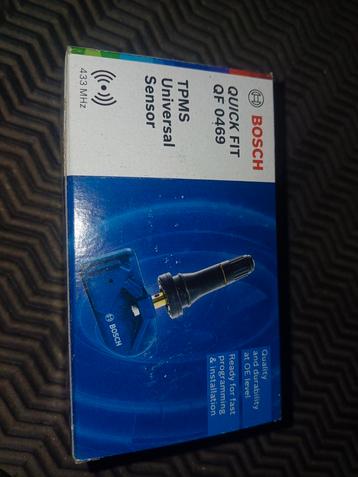 BOSCH
QUICK FIT
QF 0469
TPMS
Universal
Sensor
433 MHz
BOSCH
Quality
and durability
at OE level
Ready for fast
programming
& installation